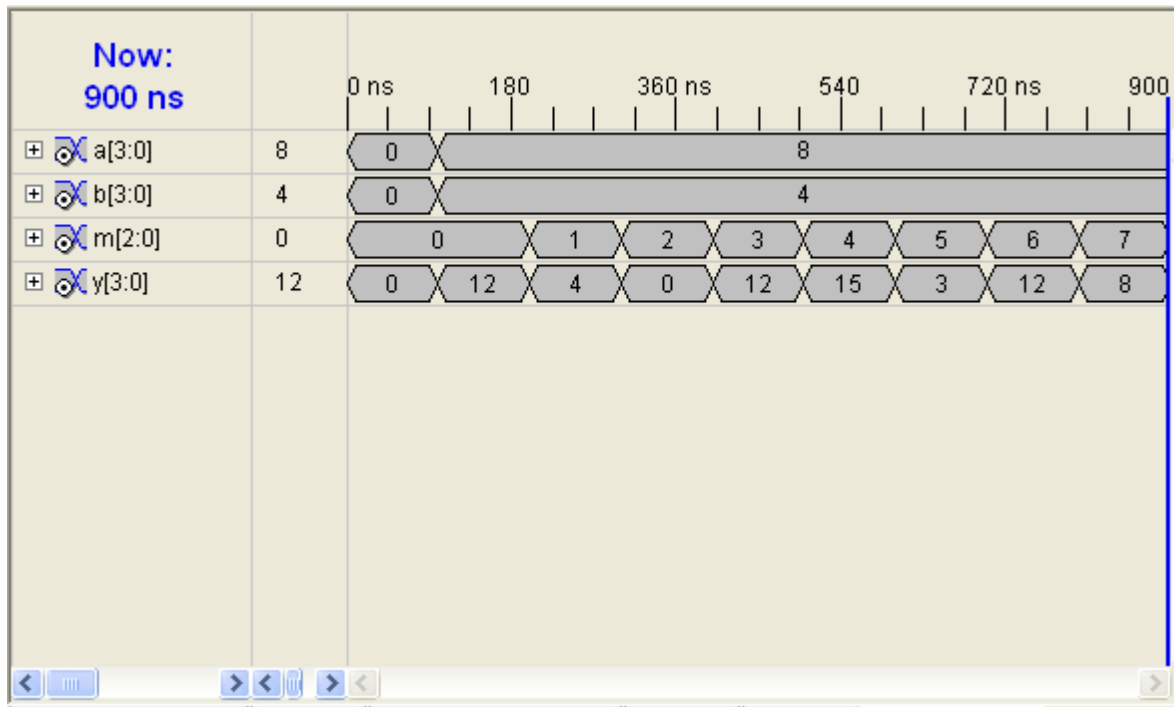 Now:
900 ns
0 ns 180 360 ns 540 720 ns 900
a[3:0] 8 0 8
b[3:0] 4 0 4
m[2:0] 0 0 1 2 3 4 5 6 7
y[3:0] 12 0 12 4 0 12 15 3 12 8